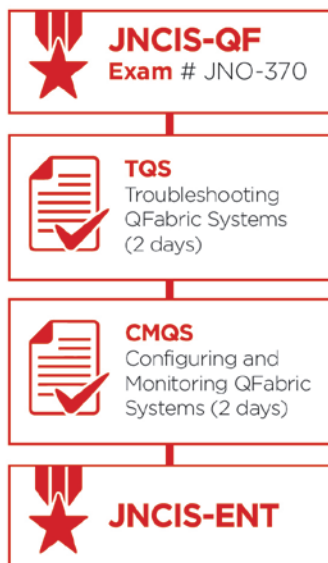 JNCIS-QF
Exam # JNO-370
TQS
Troubleshooting
QFabric Systems
(2 days)
CMQS
Configuring and
Monitoring QFabric
Systems (2 days)
JNCIS-ENT